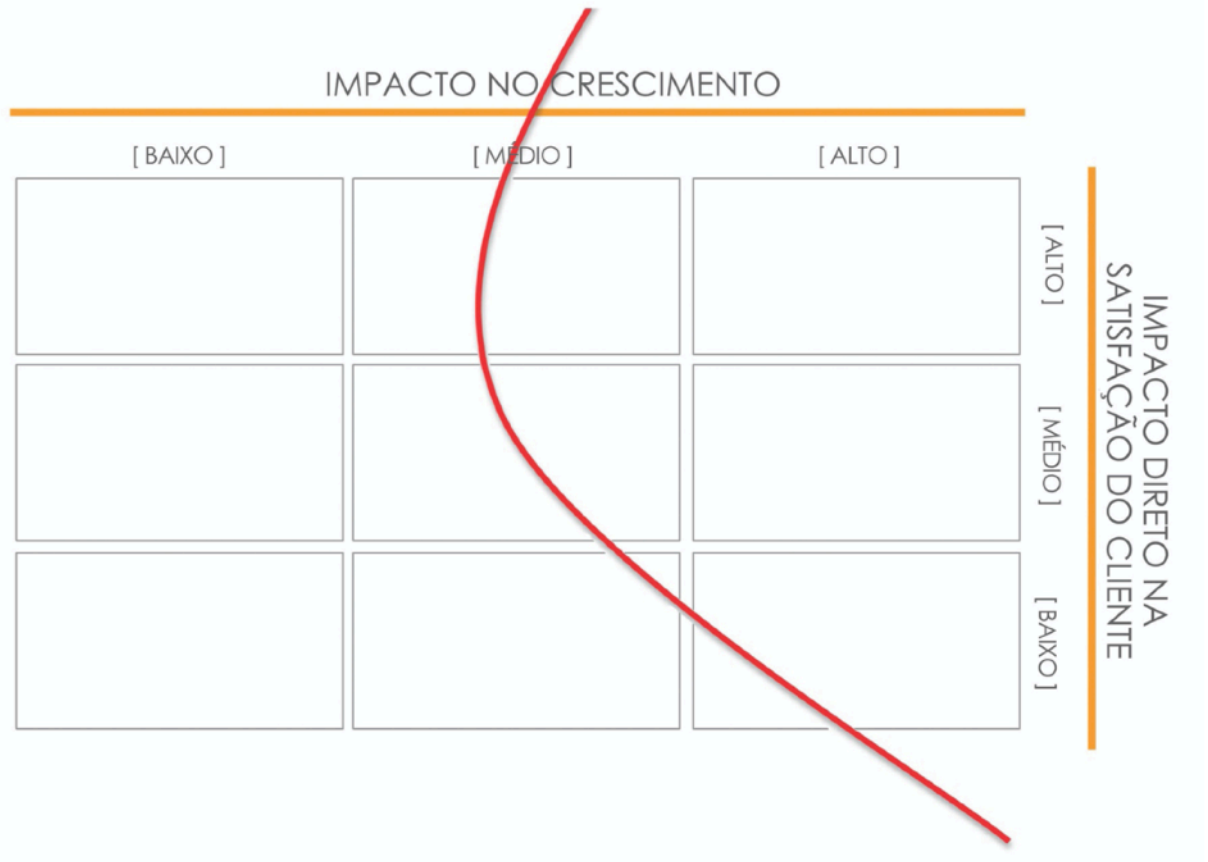 IMPACTO NO CRESCIMENTO
[ BAIXO ] [ MÉDIO ] [ ALTO ]
[ ALTO ]
[ MÉDIO ]
[ BAIXO ]
IMPACTO DIRETO NA
SATISFAÇÃO DO CLIENTE